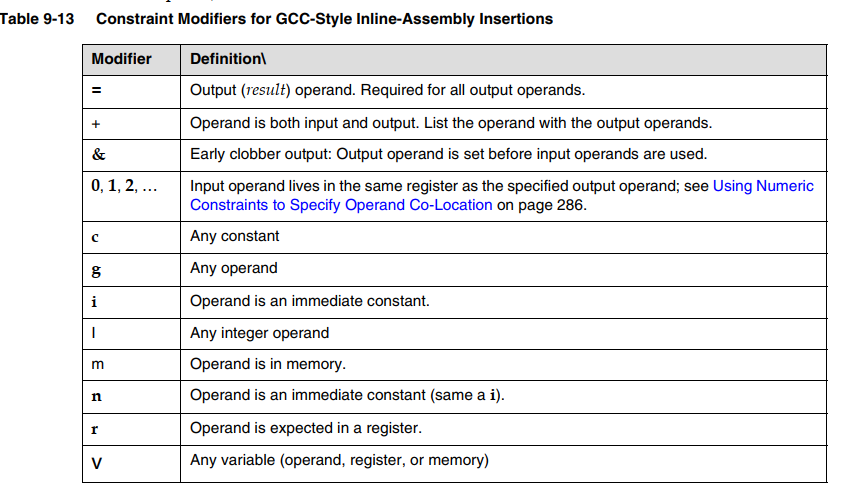 Table 9-13 Constraint Modifiers for GCC-Style Inline-Assembly Insertions
Modifier Definition\
= Output (result) operand. Required for all output operands.
+ Operand is both input and output. List the operand with the output operands.
& Early clobber output: Output operand is set before input operands are used.
0, 1, 2, … Input operand lives in the same register as the specified output operand; see Using Numeric
Constraints to Specify Operand Co-Location on page 286.
c Any constant
g Any operand
i Operand is an immediate constant.
I Any integer operand
m Operand is in memory.
n Operand is an immediate constant (same a i).
r Operand is expected in a register.
V Any variable (operand, register, or memory)